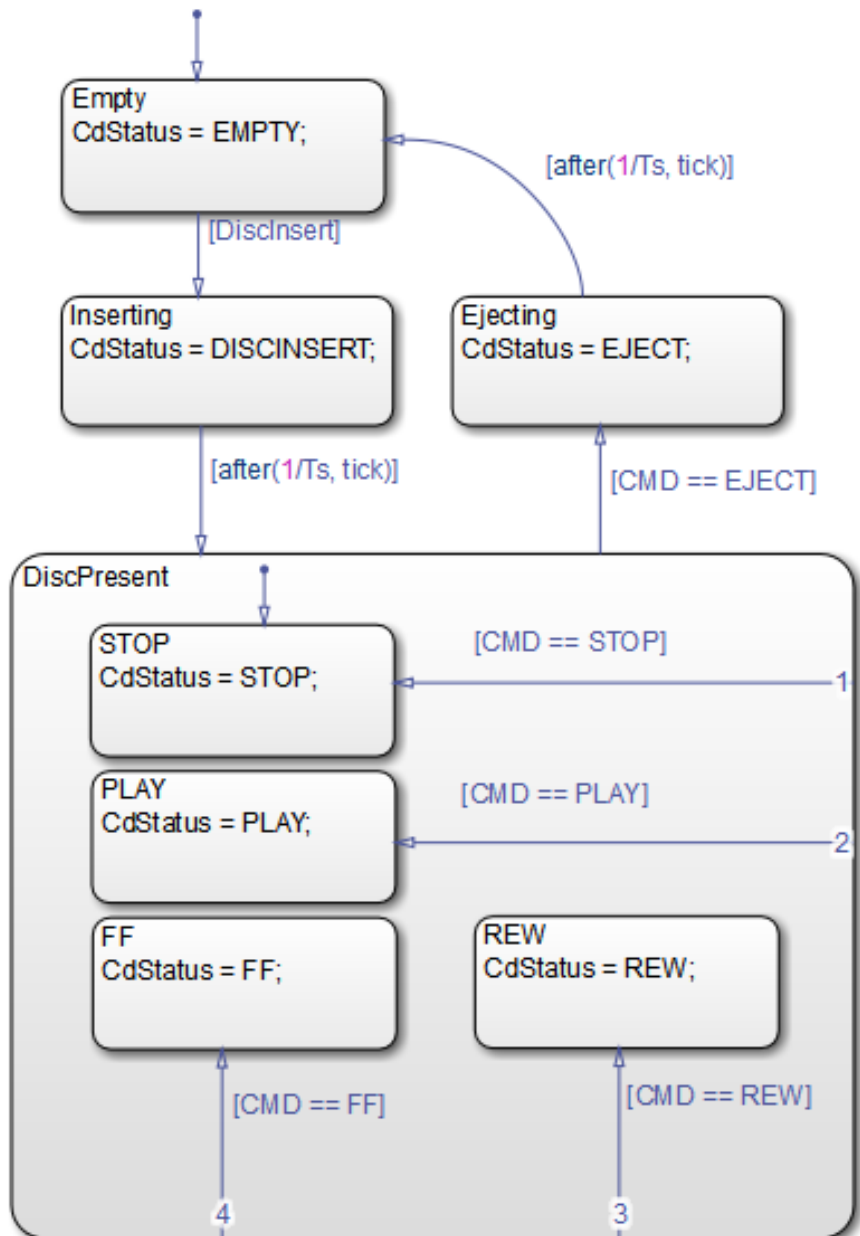 Empty
CdStatus = EMPTY;
[after(1/Ts, tick)]
[DiscInsert]
Inserting
CdStatus = DISCINSERT;
Ejecting
CdStatus = EJECT;
[after(1/Ts, tick)]
[CMD == EJECT]
DiscPresent
STOP
CdStatus = STOP;
[CMD == STOP]
1
PLAY
CdStatus = PLAY;
[CMD == PLAY]
2
FF
CdStatus = FF;
REW
CdStatus = REW;
[CMD == FF]
[CMD == REW]
4
3